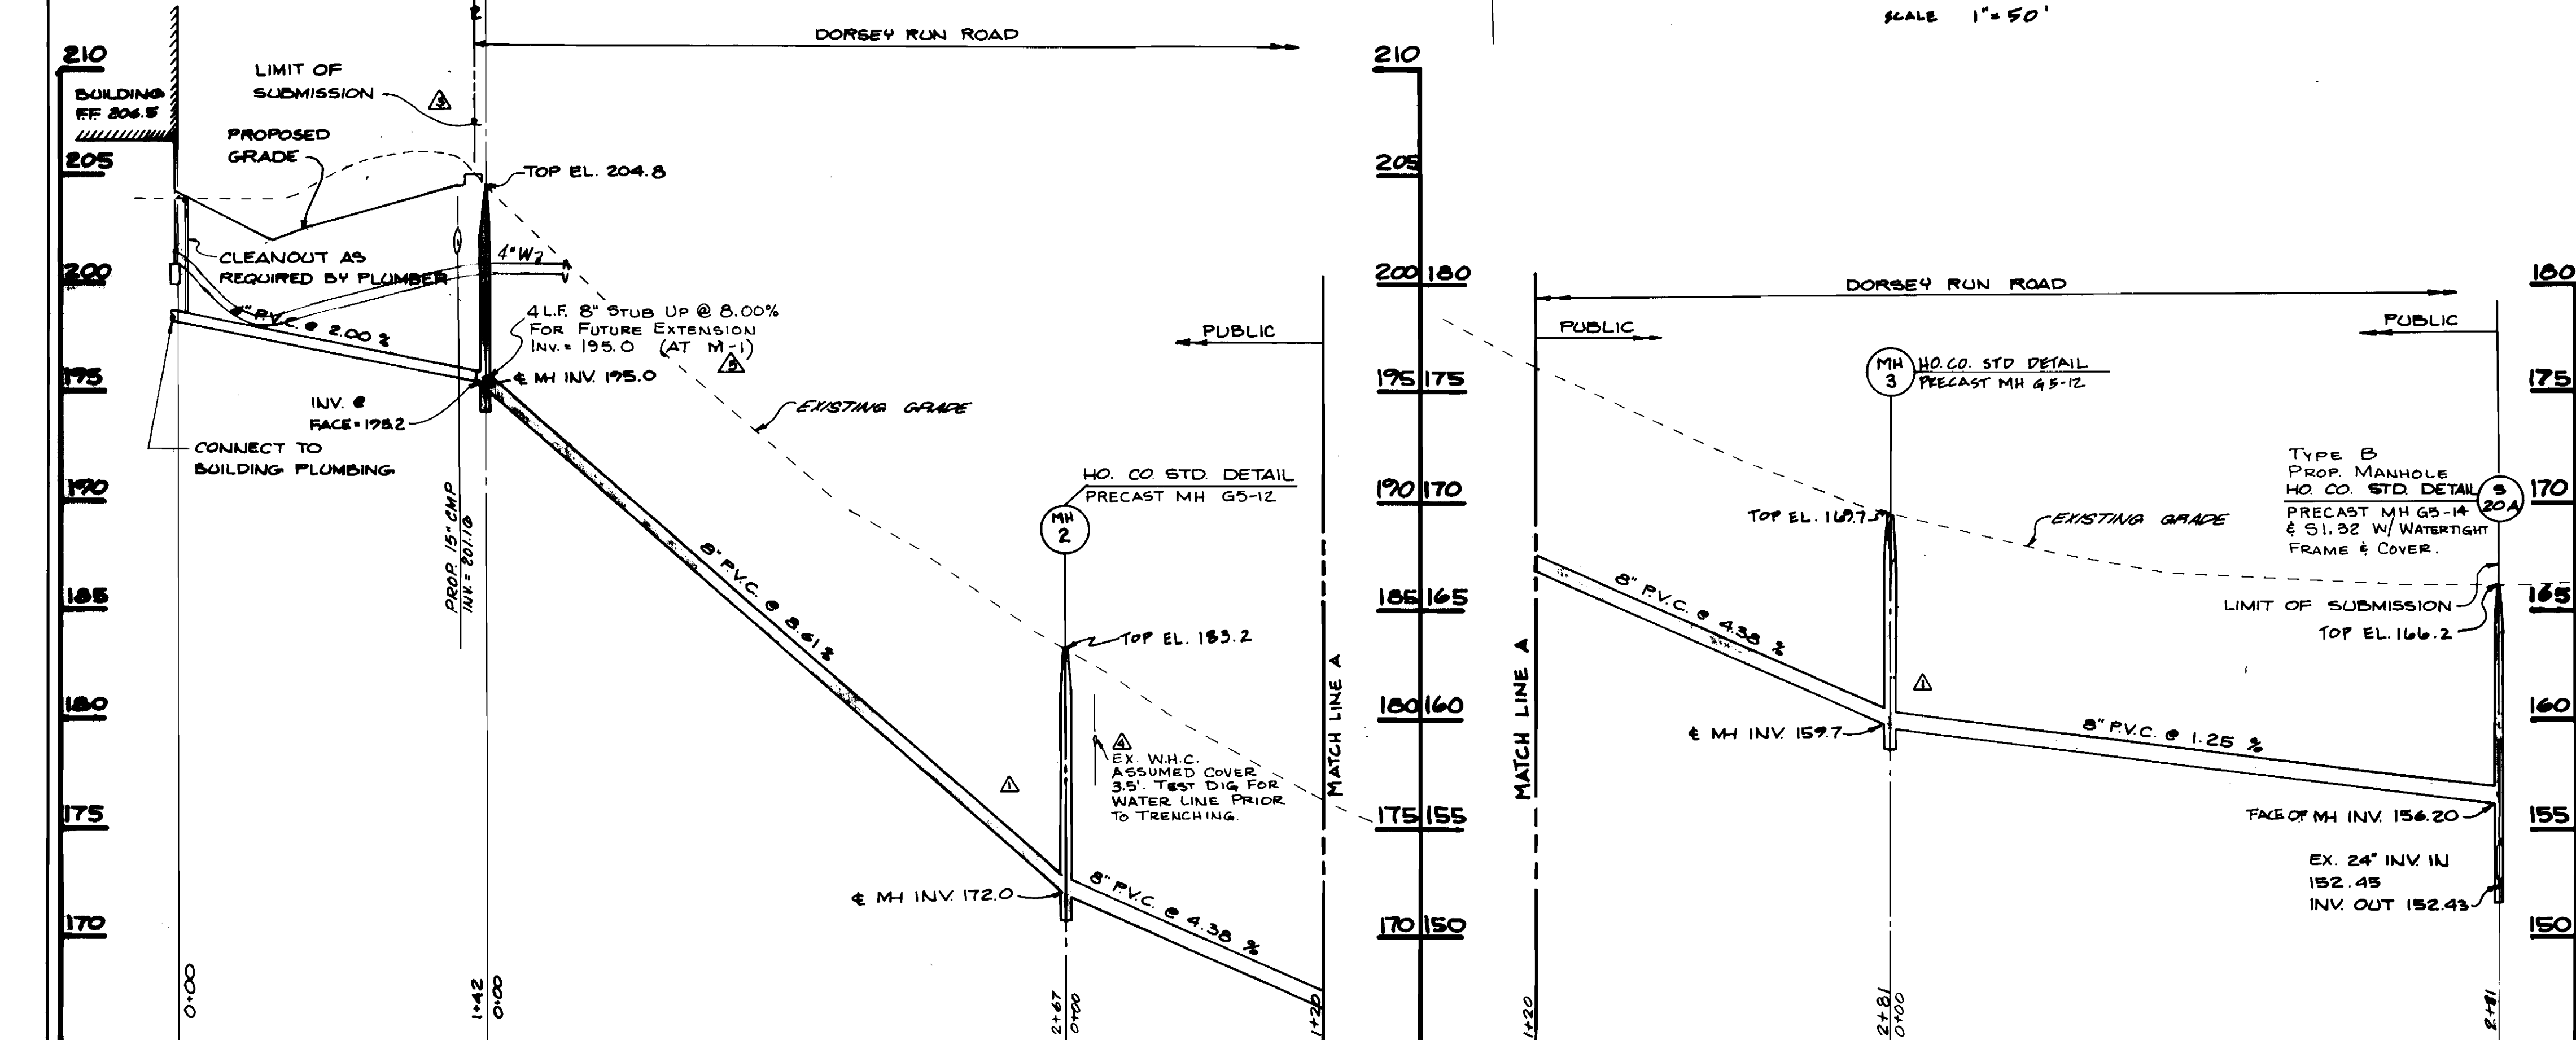 SCALE 1"= 50'
DORSEY RUN ROAD
210
210
LIMIT OF
SUBMISSION
3
BUILDING
F.F. 206.5
PROPOSED
GRADE
205
205
TOP EL. 204.8
CLEANOUT AS
REQUIRED BY PLUMBER
4" W
200
200 180
180
DORSEY RUN ROAD
P.V.C. @ 2.00 %
4 L.F. 8" STUB UP @ 8.00%
FOR FUTURE EXTENSION
INV. = 195.0 (AT M-1)
5
PUBLIC
PUBLIC
PUBLIC
195
195 175
175
℄ MH INV. 195.0
INV. @
FACE = 195.2
EXISTING GRADE
MH
3
HO. CO. STD DETAIL
PRECAST MH G5-12
CONNECT TO
BUILDING PLUMBING
190
190 170
170
HO. CO. STD. DETAIL
PRECAST MH G5-12
MH
2
TYPE B
PROP. MANHOLE
HO. CO. STD. DETAIL
PRECAST MH G5-14
& S1.32 W/ WATERTIGHT
FRAME & COVER.
S
20A
TOP EL. 169.7
EXISTING GRADE
PROP. 15" CMP
INV. = 201.10
8" P.V.C. @ 8.61 %
185
185 165
165
8" P.V.C. @ 4.38 %
LIMIT OF SUBMISSION
TOP EL. 166.2
TOP EL. 183.2
MATCH LINE A
MATCH LINE A
180
180 160
160
1
℄ MH INV. 159.7
8" P.V.C. @ 1.25 %
4
EX. W.H.C.
ASSUMED COVER
3.5'. TEST DIG FOR
WATER LINE PRIOR
TO TRENCHING.
1
175
175 155
155
FACE OF MH INV. 156.20
EX. 24" INV. IN
152.45
INV. OUT 152.43
℄ MH INV. 172.0
8" P.V.C. @ 4.38 %
170
170 150
150
0+00
1+42
0+00
2+67
0+00
1+20
1+20
2+81
0+00
2+81